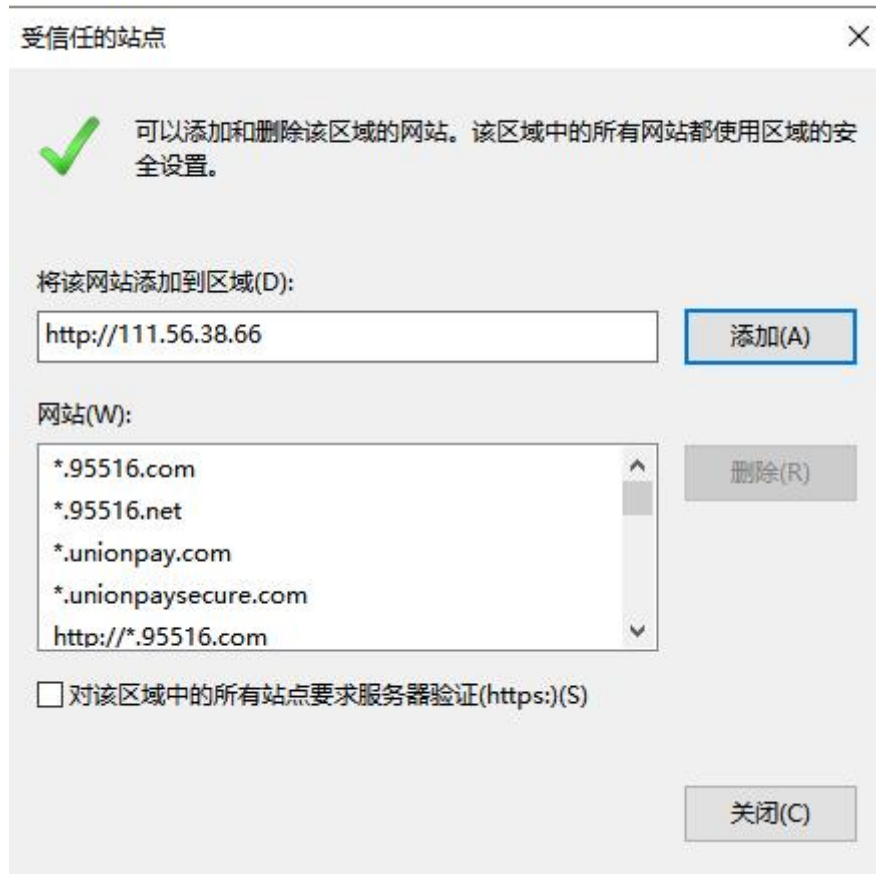 受信任的站点
可以添加和删除该区域的网站。该区域中的所有网站都使用区域的安
全设置。
将该网站添加到区域(D):
http://111.56.38.66
添加(A)
网站(W):
*.95516.com
*.95516.net
*.unionpay.com
*.unionpaysecure.com
http://*.95516.com
删除(R)
对该区域中的所有站点要求服务器验证(https:)(S)
关闭(C)